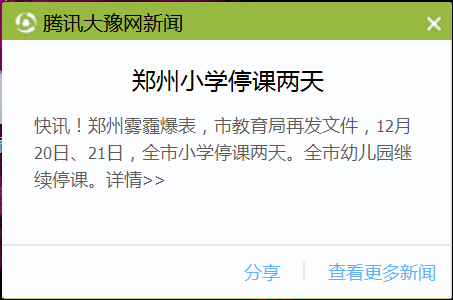 腾讯大豫网新闻
郑州小学停课两天
快讯！郑州雾霾爆表，市教育局再发文件，12月
20日、21日，全市小学停课两天。全市幼儿园继
续停课。详情>>
分享
查看更多新闻